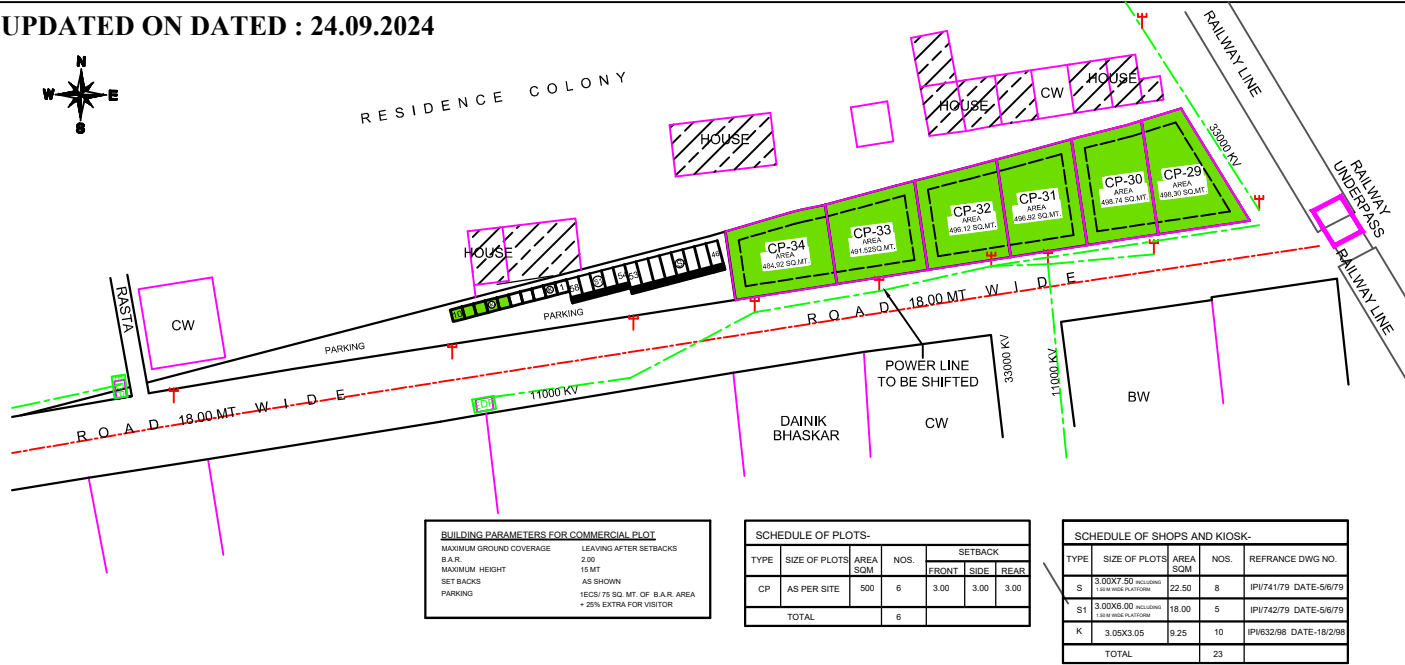 UPDATED ON DATED : 24.09.2024
N
W E
S
RESIDENCE COLONY
HOUSE
HOUSE
HOUSE
CW
HOUSE
RAILWAY LINE
33000 KV
RAILWAY
UNDERPASS
RAILWAY LINE
CP-34
AREA
484.92 SQ.MT.
CP-33
AREA
491.52SQ.MT.
CP-32
AREA
496.12 SQ.MT.
CP-31
AREA
496.92 SQ.MT.
CP-30
AREA
498.74 SQ.MT.
CP-29
AREA
498.30 SQ.MT.
10
K
1
58
S1
54
53
S
46
PARKING
PARKING
RASTA
CW
ROAD 18.00 MT WIDE
ROAD 18.00 MT WIDE
11000 KV
POWER LINE
TO BE SHIFTED
33000 KV
11000 KV
DAINIK
BHASKAR
CW
BW
BUILDING PARAMETERS FOR COMMERCIAL PLOT
MAXIMUM GROUND COVERAGE LEAVING AFTER SETBACKS
B.A.R. 2.00
MAXIMUM HEIGHT 15 MT
SET BACKS AS SHOWN
PARKING 1ECS/ 75 SQ. MT. OF B.A.R. AREA
+ 25% EXTRA FOR VISITOR
SCHEDULE OF PLOTS-
TYPE SIZE OF PLOTS AREA SQM NOS. SETBACK
FRONT SIDE REAR
CP AS PER SITE 500 6 3.00 3.00 3.00
TOTAL 6
SCHEDULE OF SHOPS AND KIOSK-
TYPE SIZE OF PLOTS AREA SQM NOS. REFRANCE DWG NO.
S 3.00X7.50 INCLUDING 1.50 M WIDE PLATFORM 22.50 8 IPI/741/79 DATE-5/6/79
S1 3.00X6.00 INCLUDING 1.50 M WIDE PLATFORM 18.00 5 IPI/742/79 DATE-5/6/79
K 3.05X3.05 9.25 10 IPI/632/98 DATE-18/2/98
TOTAL 23